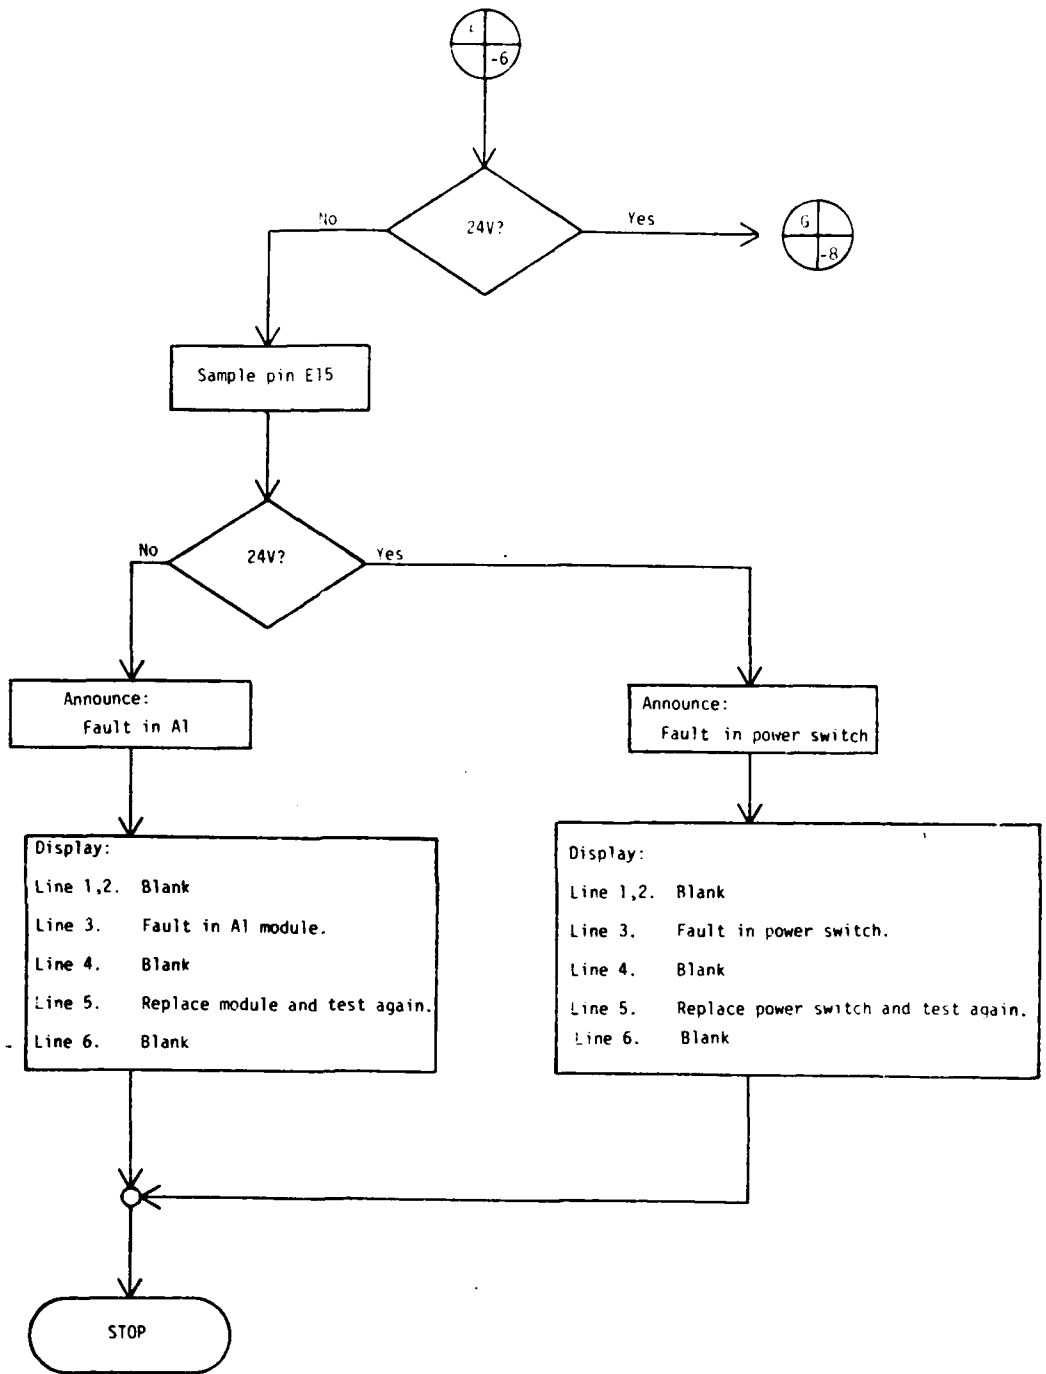 -6
24V?
No
Yes
G
-8
Sample pin E15
24V?
No
Yes
Announce:
Fault in A1
Announce:
Fault in power switch
Display:
Line 1,2. Blank
Line 3. Fault in A1 module.
Line 4. Blank
Line 5. Replace module and test again.
Line 6. Blank
Display:
Line 1,2. Blank
Line 3. Fault in power switch.
Line 4. Blank
Line 5. Replace power switch and test again.
Line 6. Blank
STOP